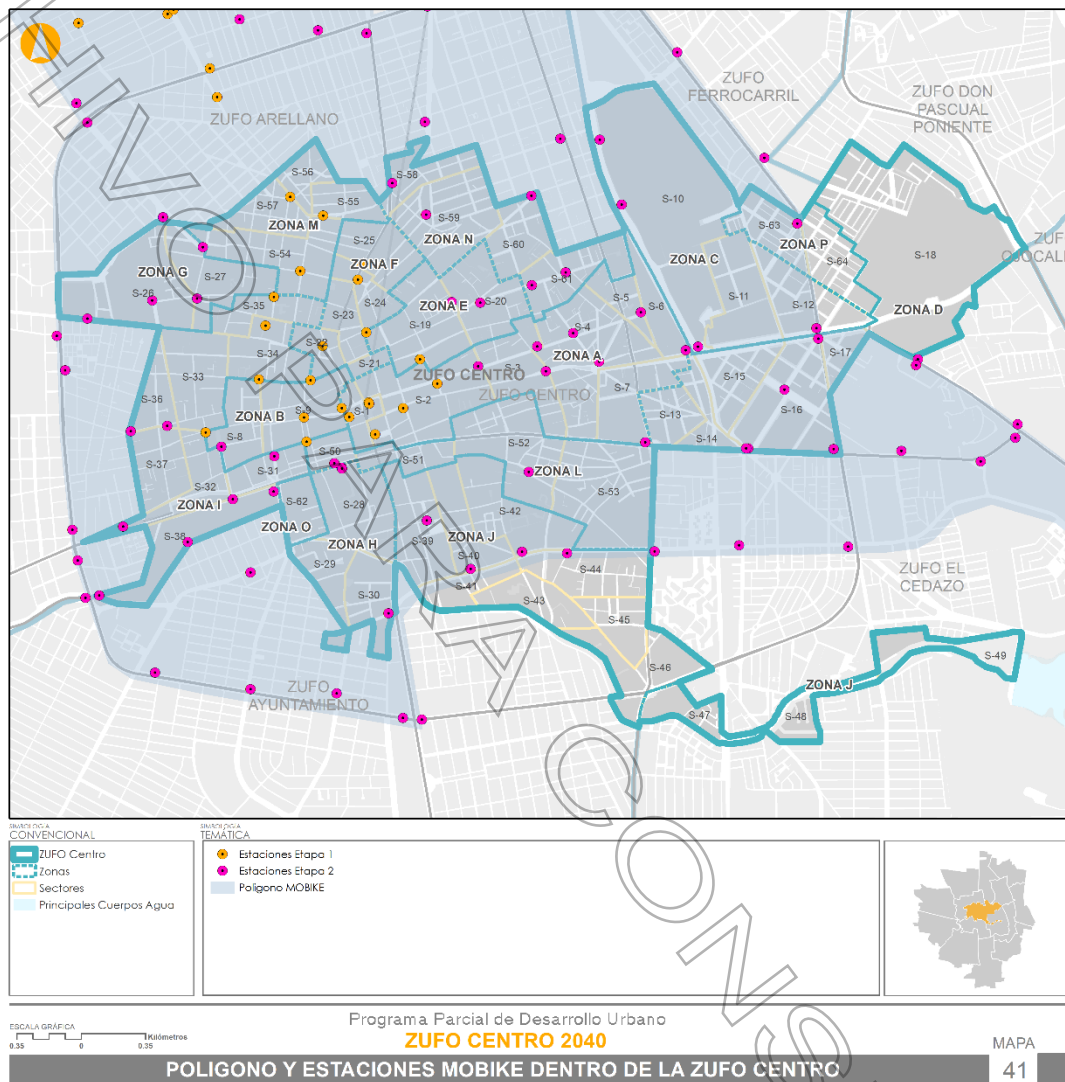 ZUFO
FERROCARRIL
ZUFO DON
PASCUAL
PONIENTE
ZUFO ARELLANO
S-56
S-58
S-57
S-55
S-10
ZONA M
S-59
S-63
S-25
ZONA N
ZONA P
S-54
S-60
S-18
ZONA F
ZONA C
S-64
ZONA G
S-27
S-61
S-26
S-24
S-5
S-11
S-35
ZONA E
S-20
S-6
S-12
ZONA D
S-23
S-19
S-4
S-22
S-34
ZONA A
S-17
S-21
S-3
S-33
ZUFO CENTRO
S-15
ZUFO CENTRO
S-7
S-36
S-2
S-16
ZONA B
S-9
S-1
S-13
S-8
S-14
S-52
S-50
S-51
S-37
S-31
ZONA L
S-32
S-53
ZONA I
S-62
S-28
S-42
ZONA O
S-38
S-39
ZONA J
ZONA H
S-40
S-29
S-44
S-41
ZUFO EL
CEDAZO
S-30
S-43
S-45
S-49
S-46
ZUFO
AYUNTAMIENTO
ZONA J
S-47
S-48
SIMBOLOGÍA
CONVENCIONAL
ZUFO Centro
Zonas
Sectores
Principales Cuerpos Agua
SIMBOLOGÍA
TEMÁTICA
Estaciones Etapa 1
Estaciones Etapa 2
Poligono MOBIKE
ESCALA GRÁFICA
Kilómetros
0.35 0 0.35
Programa Parcial de Desarrollo Urbano
ZUFO CENTRO 2040
MAPA
POLIGONO Y ESTACIONES MOBIKE DENTRO DE LA ZUFO CENTRO
41